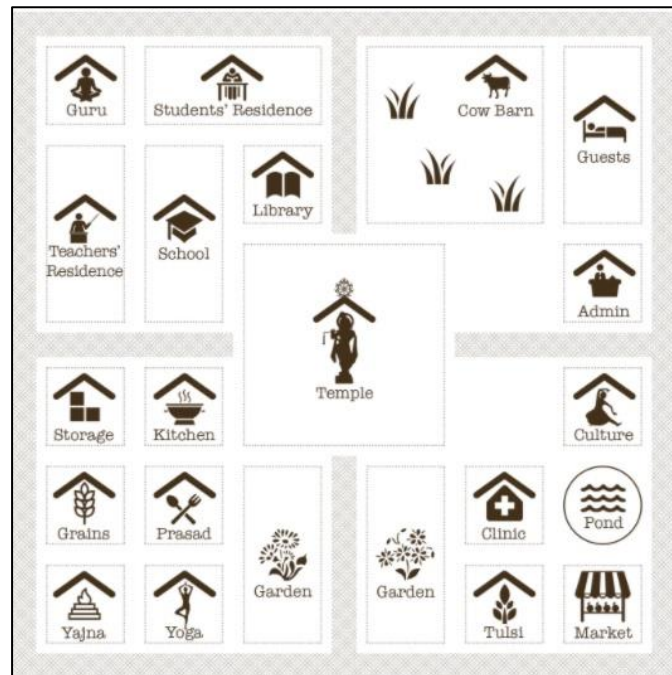 Guru
Students' Residence
Cow Barn
Guests
Library
Teachers'
Residence
School
Admin
Temple
Storage
Kitchen
Culture
Grains
Prasad
Garden
Garden
Clinic
Pond
Yajna
Yoga
Tulsi
Market